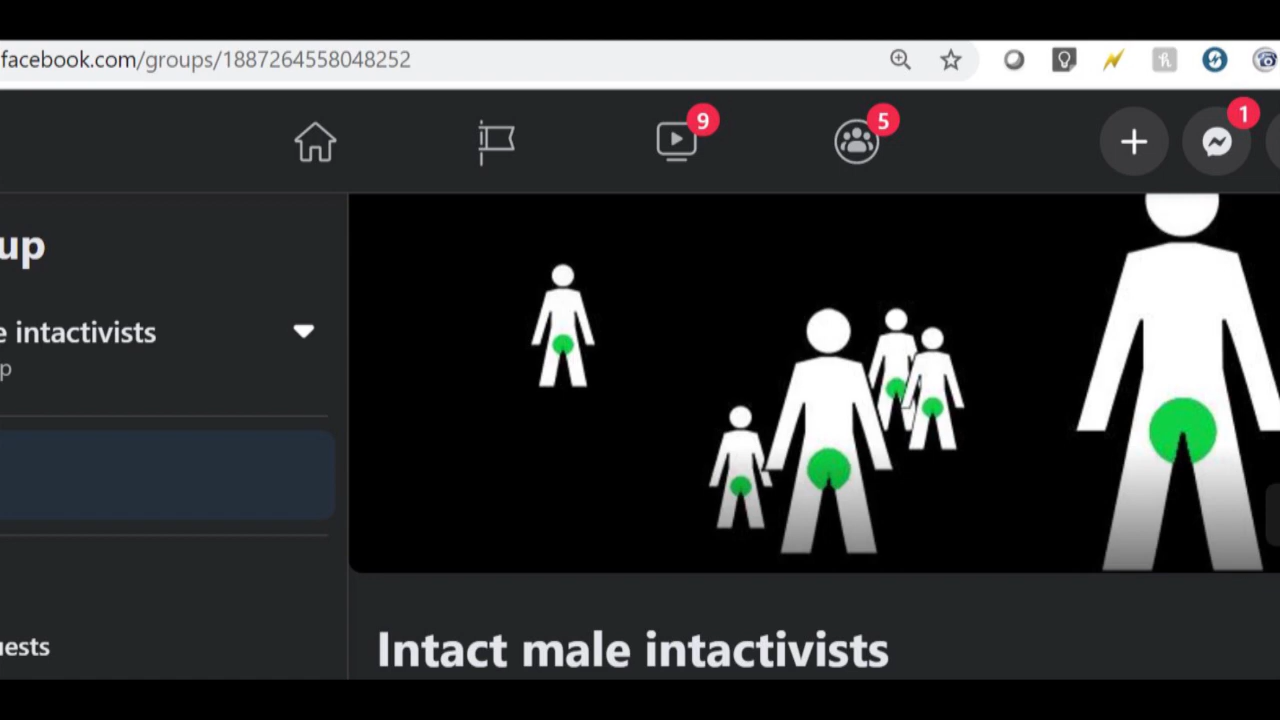 facebook.com/groups/1887264558048252
9
5
1
up
e intactivists
p
uests
Intact male intactivists